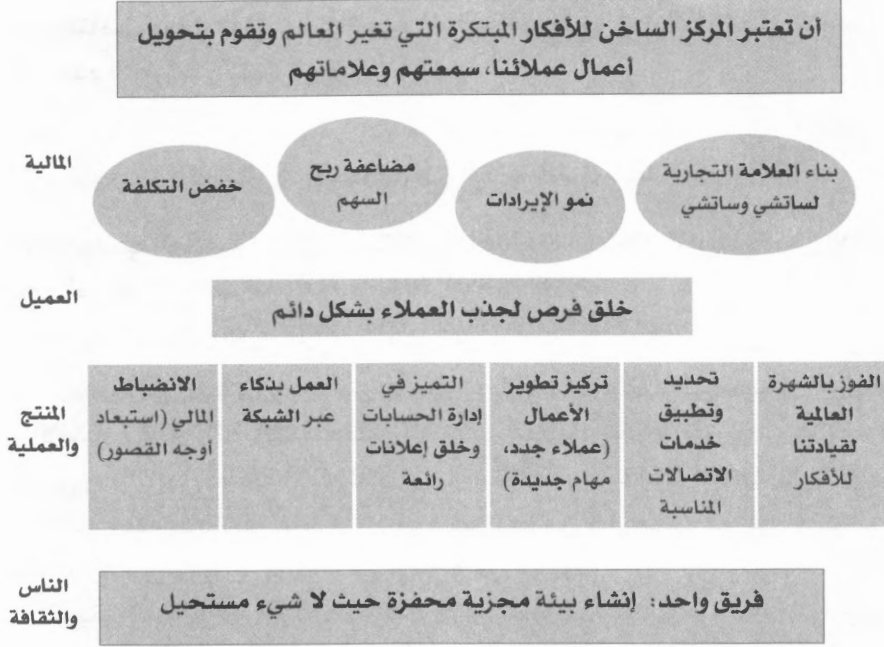 أن تعتبر المركز الساخن للأفكار المبتكرة التي تغير العالم وتقوم بتحويل
أعمال عملائنا، سمعتهم وعلاماتهم
المالية
بناء العلامة التجارية
لساتشي وساتشي
نمو الإيرادات
مضاعفة ربح
السهم
خفض التكلفة
العميل
خلق فرص لجذب العملاء بشكل دائم
المنتج
والعملية
الفوز بالشهرة
العالمية
لقيادتنا
للأفكار
تحديد
وتطبيق
خدمات
الاتصالات
المناسبة
تركيز تطوير
الأعمال
(عملاء جدد،
مهام جديدة)
التميز في
إدارة الحسابات
وخلق إعلانات
رائعة
العمل بذكاء
عبر الشبكة
الانضباط
المالي (استبعاد
أوجه القصور)
الناس
والثقافة
فريق واحد: إنشاء بيئة مجزية محفزة حيث لا شيء مستحيل